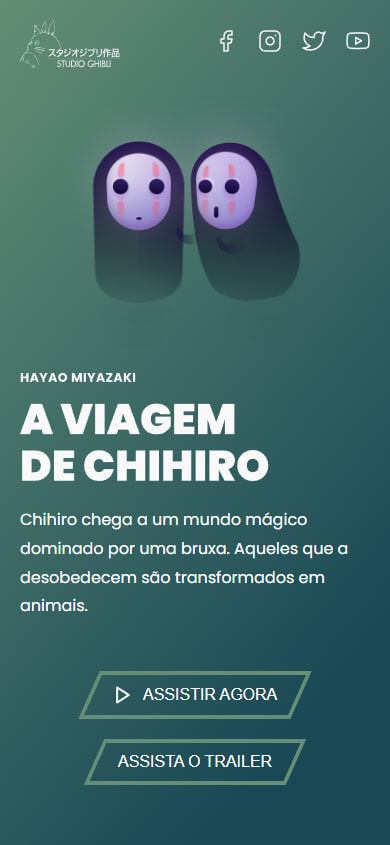 スタジオジブリ作品
STUDIO GHIBLI
HAYAO MIYAZAKI
A VIAGEM
DE CHIHIRO
Chihiro chega a um mundo mágico
dominado por uma bruxa. Aqueles que a
desobedecem são transformados em
animais.
ASSISTIR AGORA
ASSISTA O TRAILER